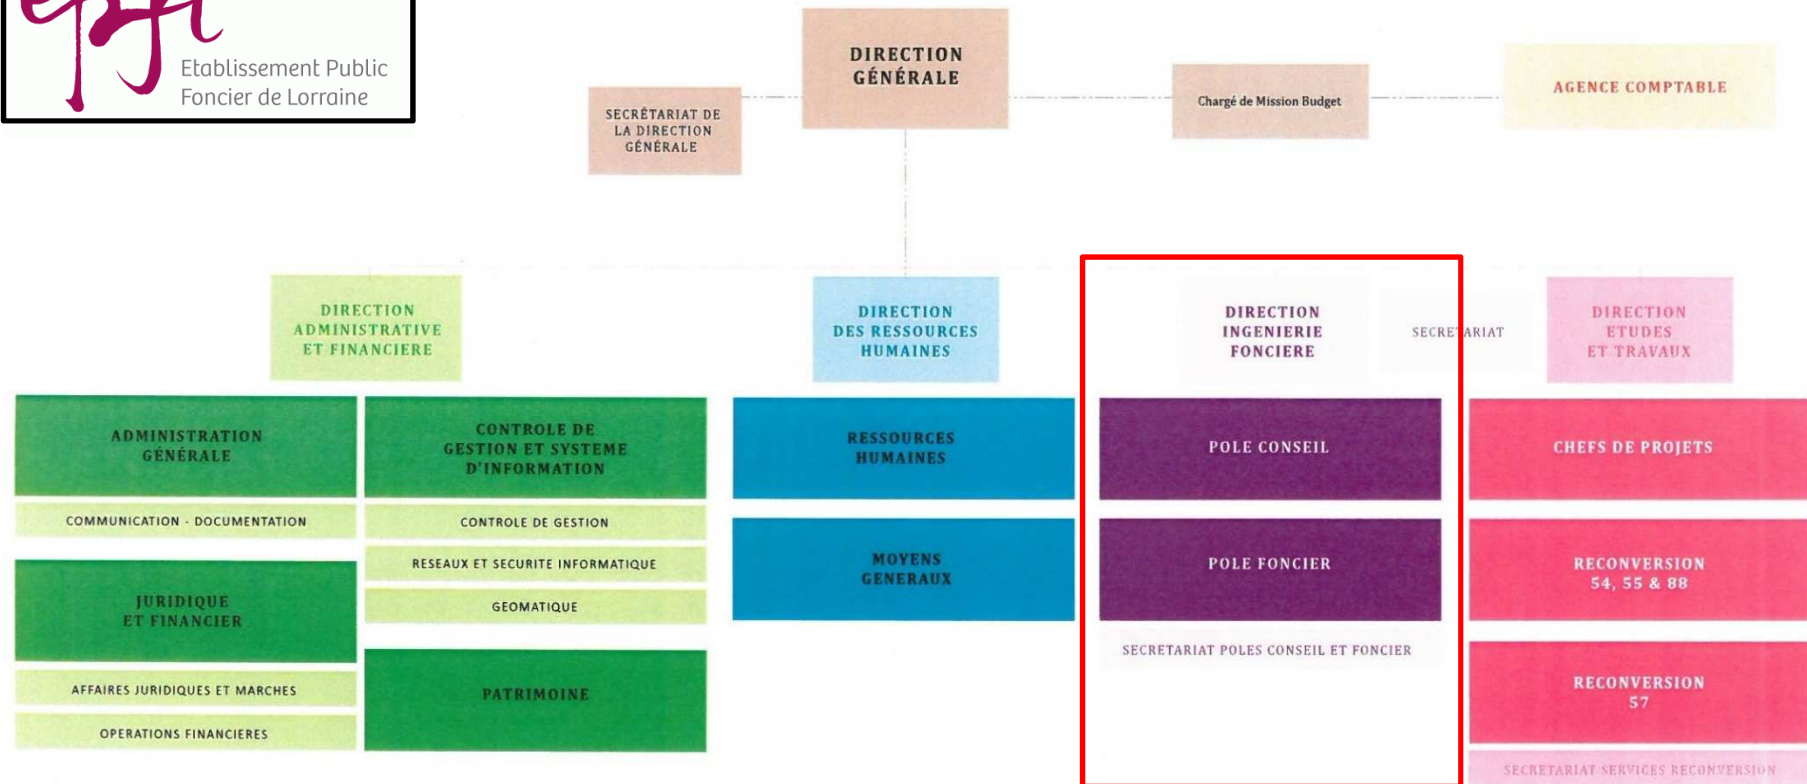 epfl
Etablissement Public
Foncier de Lorraine
DIRECTION
GÉNÉRALE
SECRÉTARIAT DE
LA DIRECTION
GÉNÉRALE
Chargé de Mission Budget
AGENCE COMPTABLE
DIRECTION
ADMINISTRATIVE
ET FINANCIERE
ADMINISTRATION
GÉNÉRALE
COMMUNICATION - DOCUMENTATION
JURIDIQUE
ET FINANCIER
AFFAIRES JURIDIQUES ET MARCHES
OPERATIONS FINANCIERES
CONTROLE DE
GESTION ET SYSTEME
D'INFORMATION
CONTROLE DE GESTION
RESEAUX ET SECURITE INFORMATIQUE
GEOMATIQUE
PATRIMOINE
DIRECTION
DES RESSOURCES
HUMAINES
RESSOURCES
HUMAINES
MOYENS
GENERAUX
DIRECTION
INGENIERIE
FONCIERE
SECRETARIAT
POLE CONSEIL
POLE FONCIER
SECRETARIAT POLES CONSEIL ET FONCIER
DIRECTION
ETUDES
ET TRAVAUX
CHEFS DE PROJETS
RECONVERSION
54, 55 & 88
RECONVERSION
57
SECRETARIAT SERVICES RECONVERSION